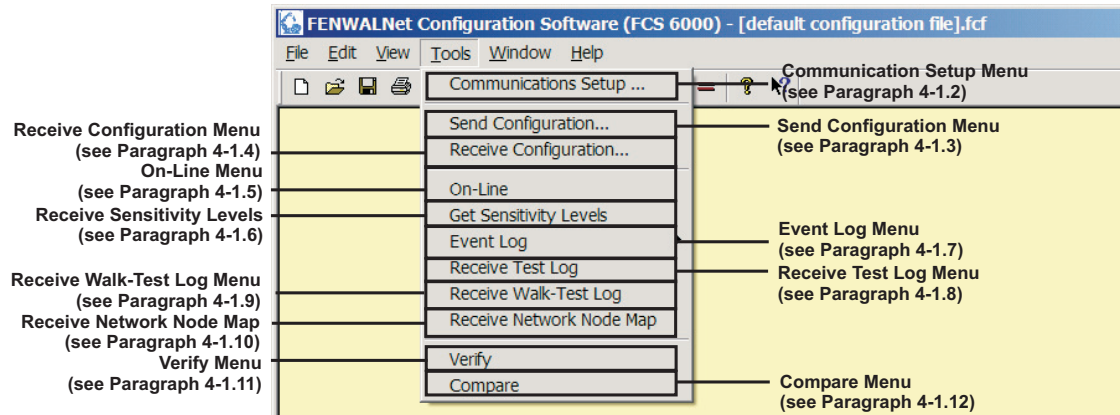 FENWALNet Configuration Software (FCS 6000) - [default configuration file].fcf
File Edit View Tools Window Help
Communications Setup ...
Communication Setup Menu
(see Paragraph 4-1.2)
Send Configuration...
Send Configuration Menu
(see Paragraph 4-1.3)
Receive Configuration Menu
(see Paragraph 4-1.4)
Receive Configuration...
On-Line Menu
(see Paragraph 4-1.5)
On-Line
Receive Sensitivity Levels
(see Paragraph 4-1.6)
Get Sensitivity Levels
Event Log
Event Log Menu
(see Paragraph 4-1.7)
Receive Test Log
Receive Test Log Menu
(see Paragraph 4-1.8)
Receive Walk-Test Log Menu
(see Paragraph 4-1.9)
Receive Walk-Test Log
Receive Network Node Map
(see Paragraph 4-1.10)
Receive Network Node Map
Verify Menu
(see Paragraph 4-1.11)
Verify
Compare
Compare Menu
(see Paragraph 4-1.12)